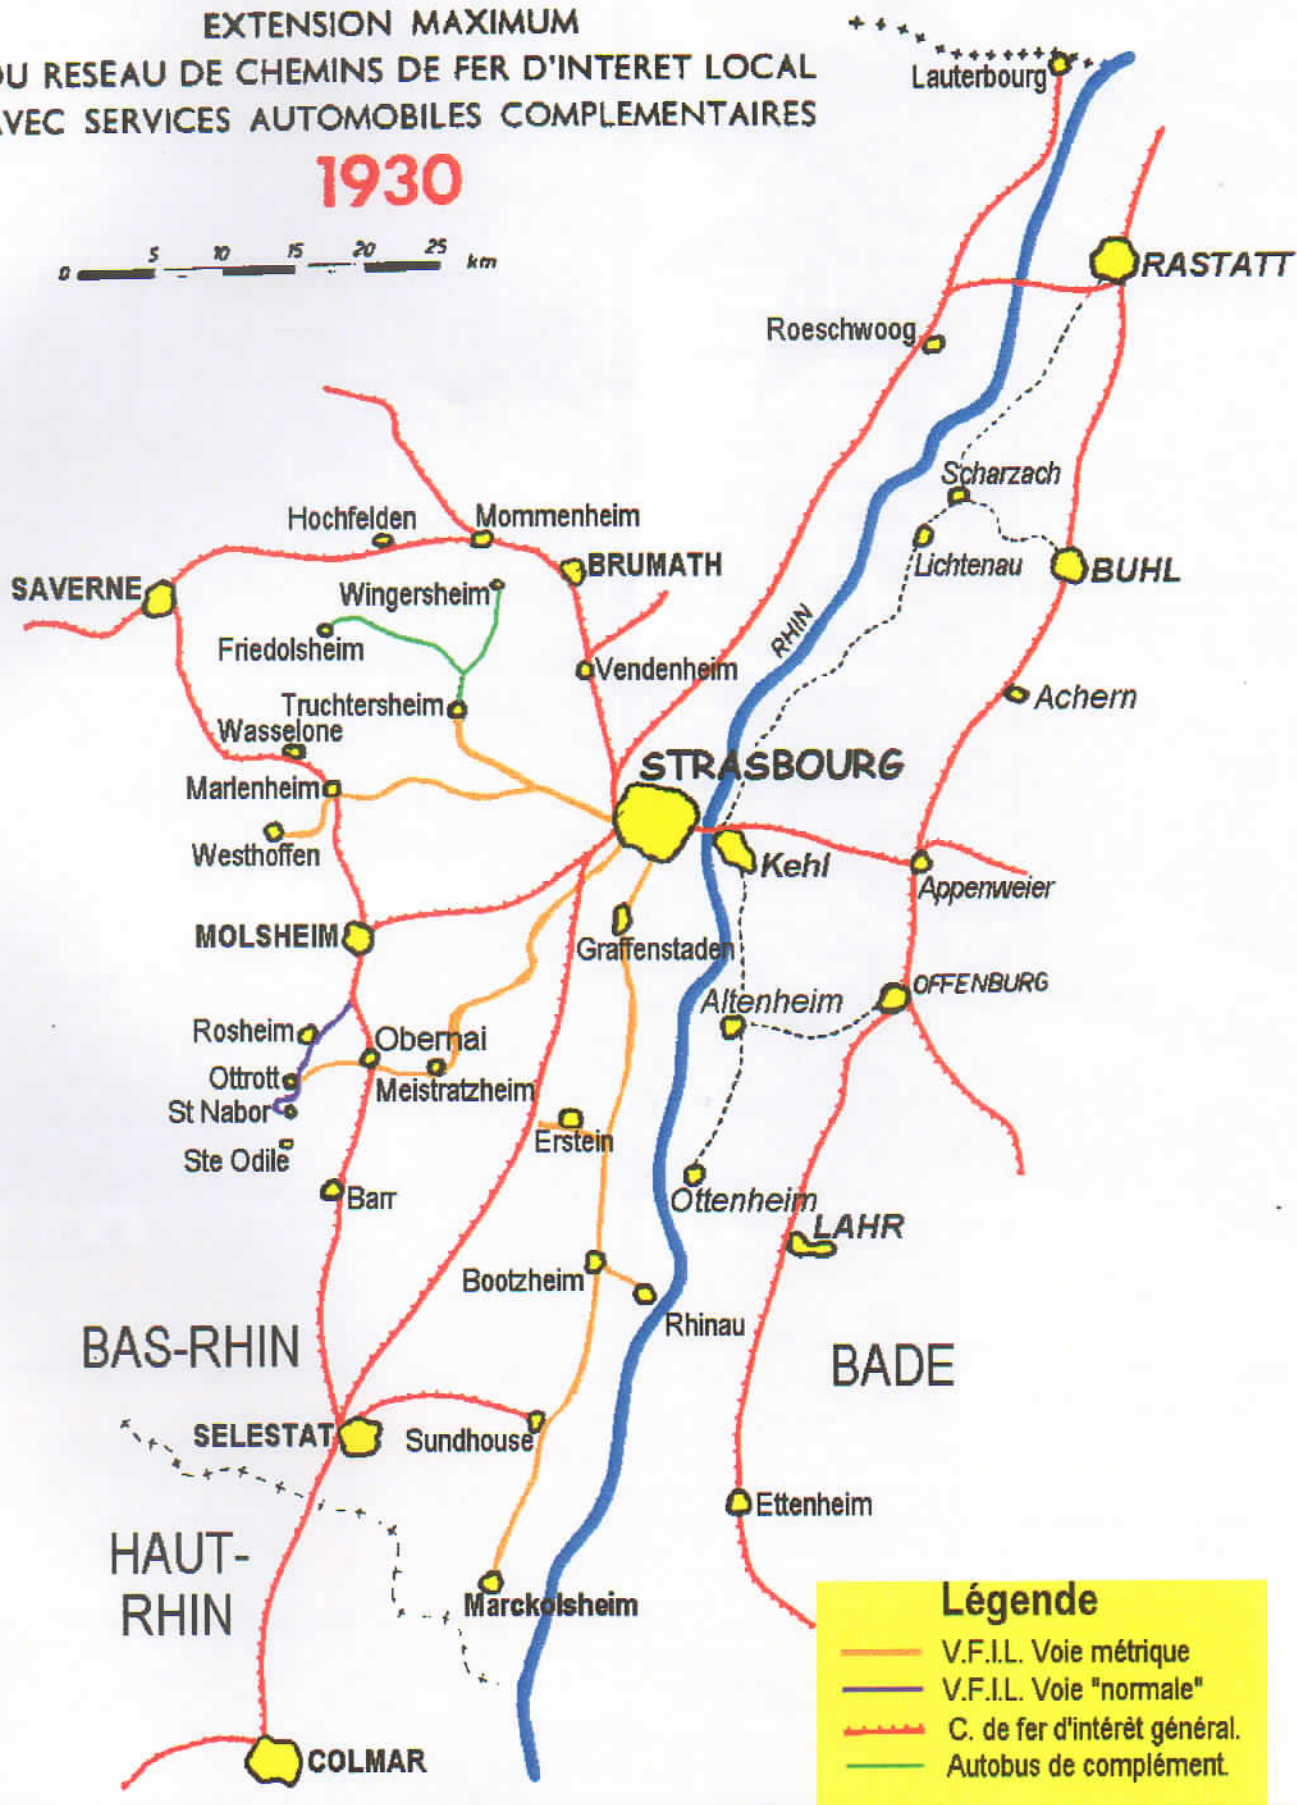 EXTENSION MAXIMUM
DU RESEAU DE CHEMINS DE FER D'INTERET LOCAL
AVEC SERVICES AUTOMOBILES COMPLEMENTAIRES
1930
0 5 10 15 20 25 km
Lauterbourg
RASTATT
Roeschwoog
Scharzach
Hochfelden
Mommenheim
Lichtenau
BUHL
SAVERNE
Wingersheim
BRUMATH
RHIN
Friedolsheim
Vendenheim
Truchtersheim
Achern
Wasselone
STRASBOURG
Marlenheim
Westhoffen
Kehl
Appenweier
MOLSHEIM
Graffenstaden
OFFENBURG
Altenheim
Rosheim
Obernai
Ottrott
Meistratzheim
St Nabor
Erstein
Ste Odile
Barr
Ottenheim
LAHR
Bootzheim
Rhinau
BAS-RHIN
BADE
SELESTAT
Sundhouse
Ettenheim
HAUT-
RHIN
Marckolsheim
COLMAR
Légende
V.F.I.L. Voie métrique
V.F.I.L. Voie "normale"
C. de fer d'intérèt général.
Autobus de complément.